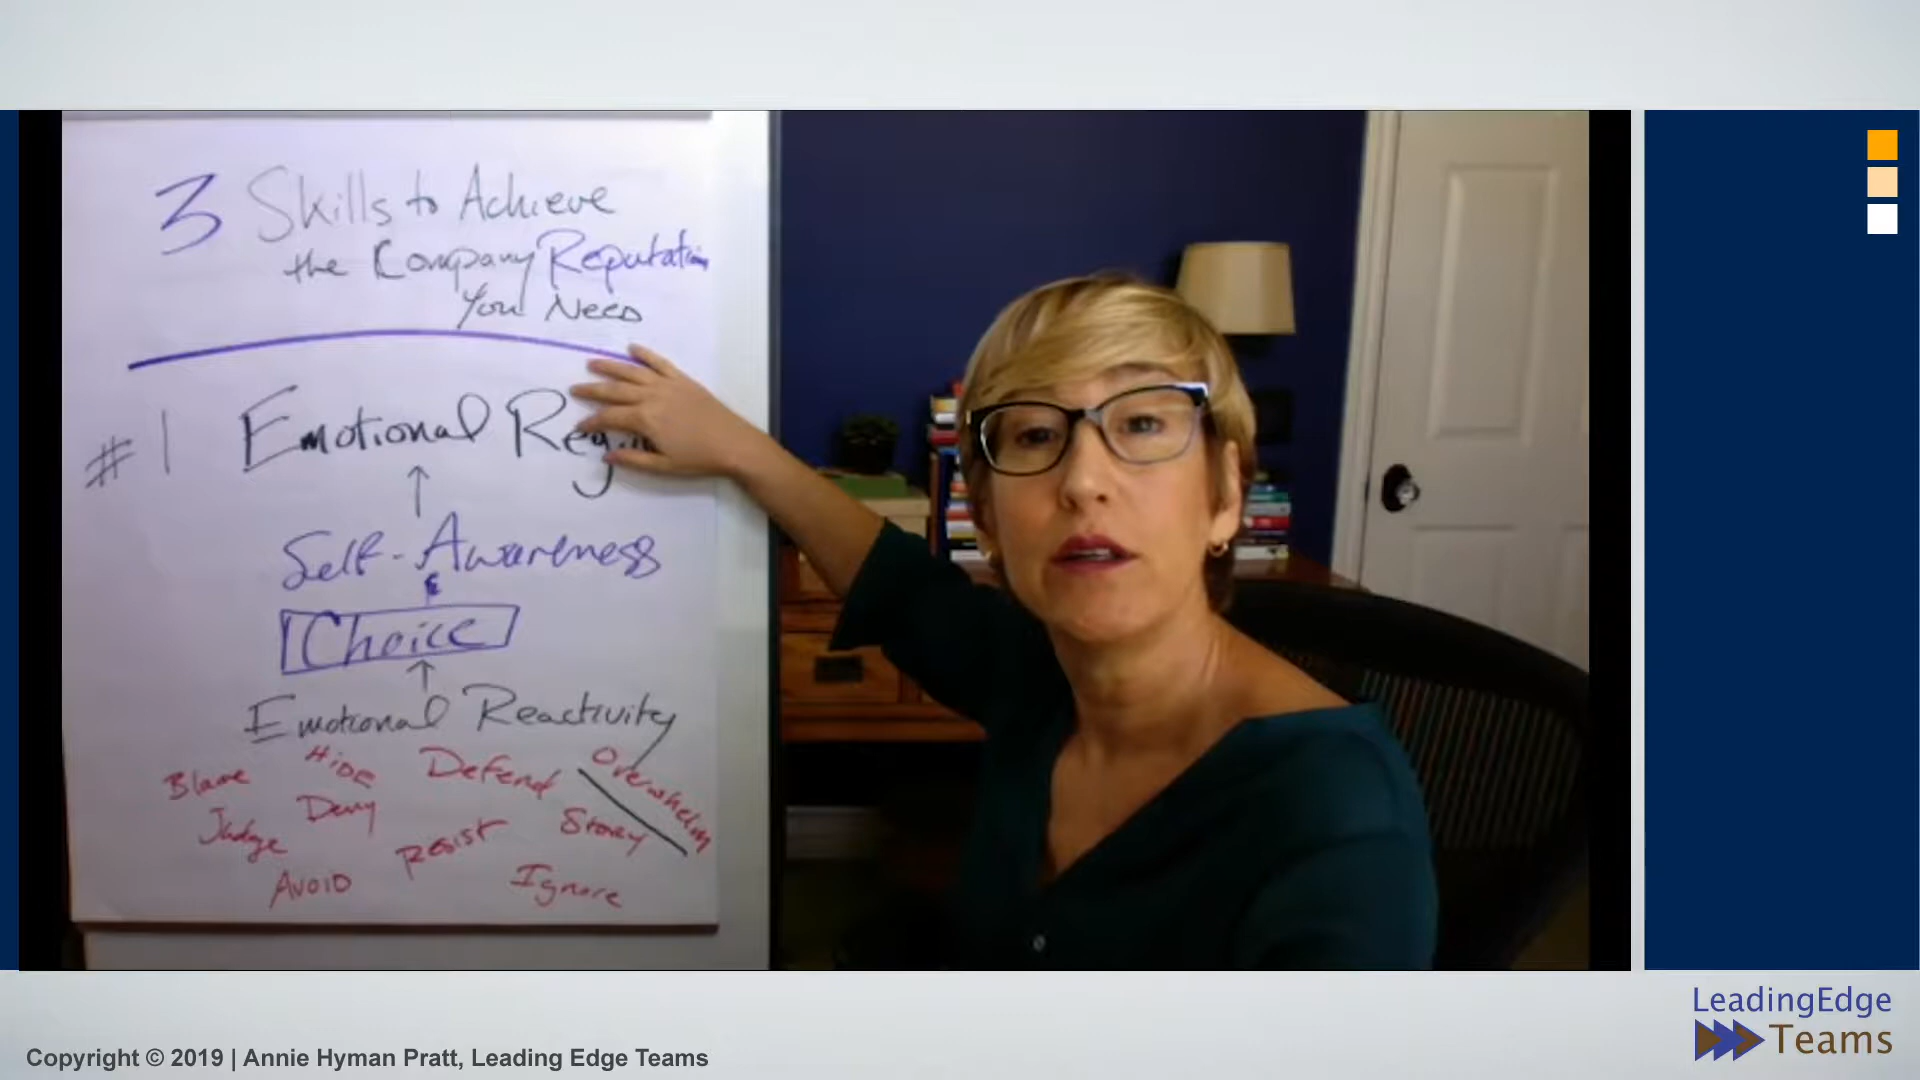 3 Skills to Achieve
the Company Reputation
You Need
#1 Emotional
Self-Awareness
&
Choice
Emotional Reactivity
Blame Hide Defend Overwhelm
Judge Deny Resist Story
Avoid Ignore
Copyright © 2019 | Annie Hyman Pratt, Leading Edge Teams
LeadingEdge
Teams